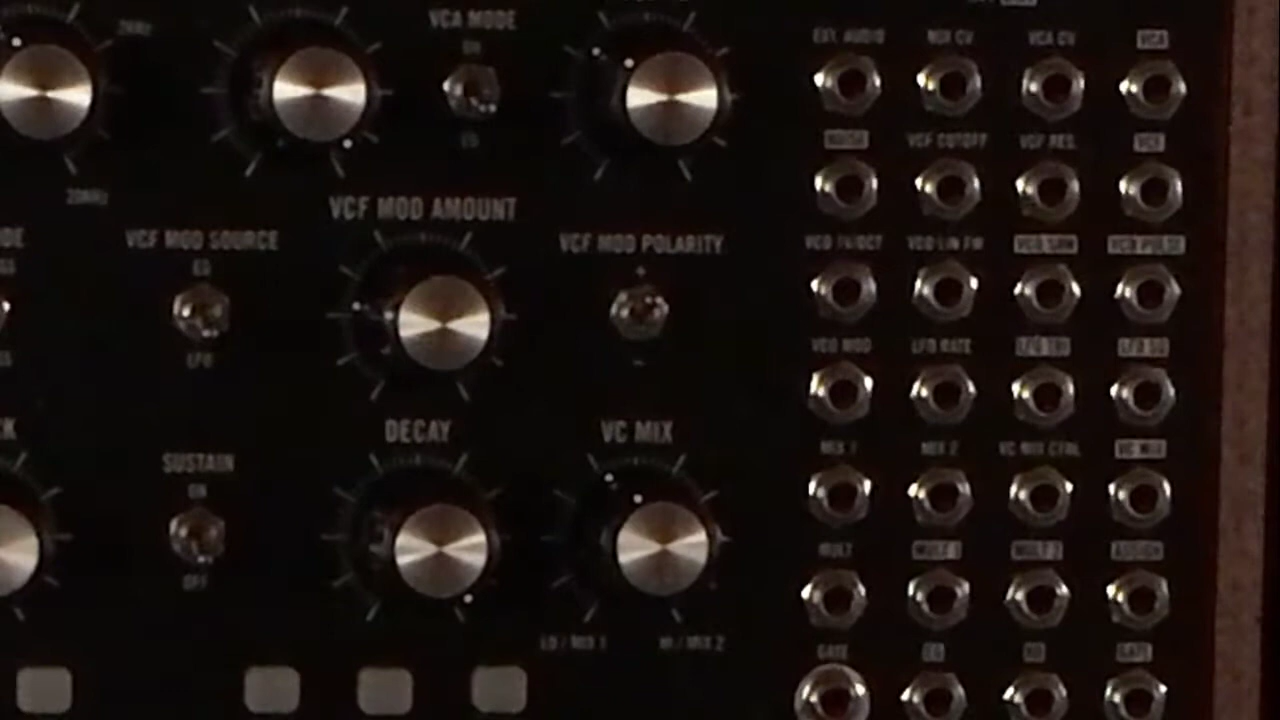 VCA MODE
ON
EG
EXT. AUDIO
MIX CV
VCA CV
VCA
NOISE
VCF CUTOFF
VCF RES.
VCF
20kHz
VCF MOD AMOUNT
VCF MOD SOURCE
EG
LFO
VCF MOD POLARITY
+
–
VCO 1V/OCT
VCO LIN FM
VCO SAW
VCO PULSE
VCO MOD
LFO RATE
LFO TRI
LFO SQ
DECAY
VC MIX
SUSTAIN
ON
OFF
MIX 1
MIX 2
VC MIX CTRL
VC MIX
MULT
MULT 1
MULT 2
ASSIGN
LO / MIX 1
HI / MIX 2
GATE
EG
KB
GATE